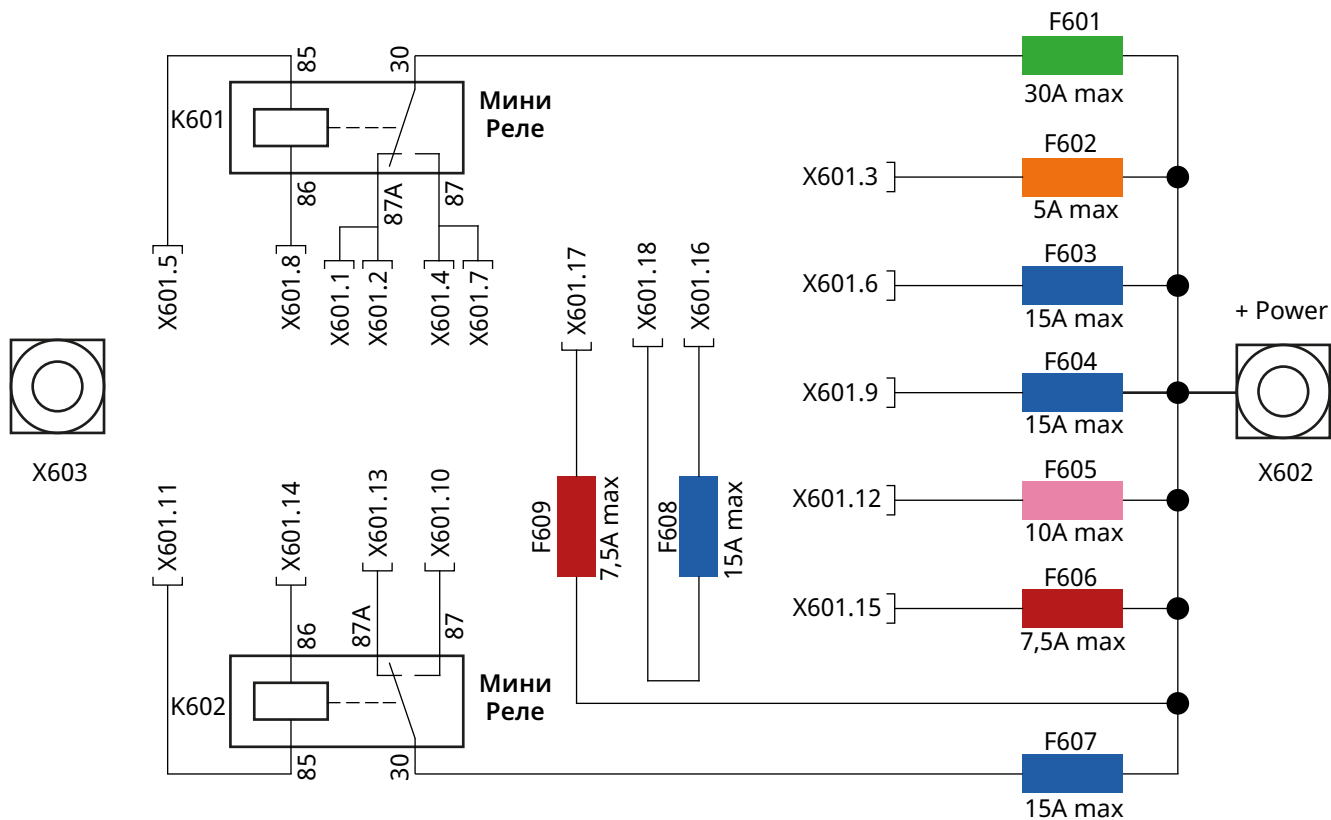 F601
30A max
85
30
K601
Мини
Реле
86
87A
87
X601.5
X601.8
X601.1
X601.2
X601.4
X601.7
F602
X601.3
5A max
F603
X601.6
15A max
X601.17
X601.18
X601.16
+ Power
F604
X601.9
15A max
X603
X602
X601.11
X601.14
X601.13
X601.10
F609
7,5A max
F608
15A max
F605
X601.12
10A max
F606
X601.15
7,5A max
86
87A
87
K602
Мини
Реле
85
30
F607
15A max